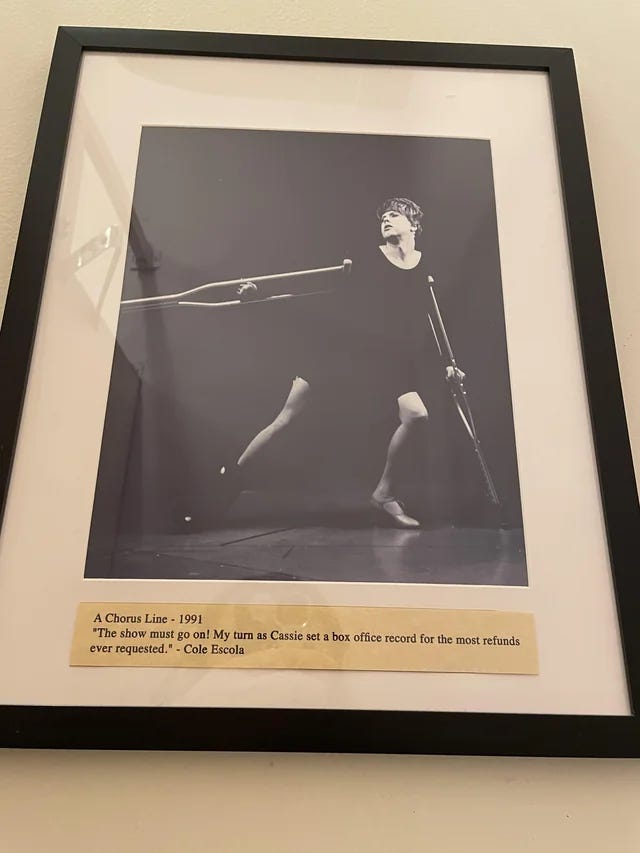 A Chorus Line - 1991
"The show must go on! My turn as Cassie set a box office record for the most refunds
ever requested." - Cole Escola